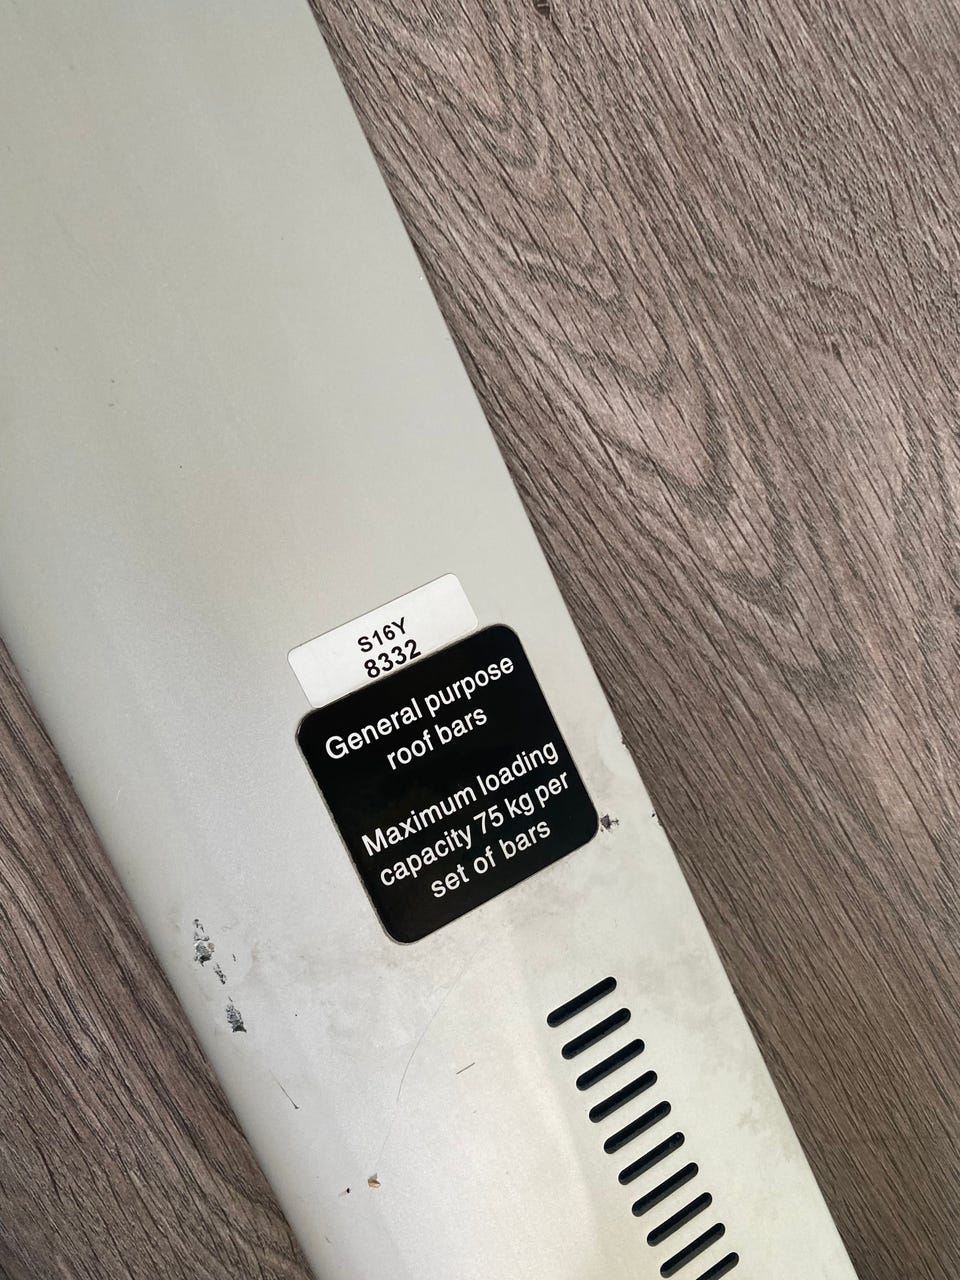 S16Y
8332
General purpose
roof bars
Maximum loading
capacity 75 kg per
set of bars